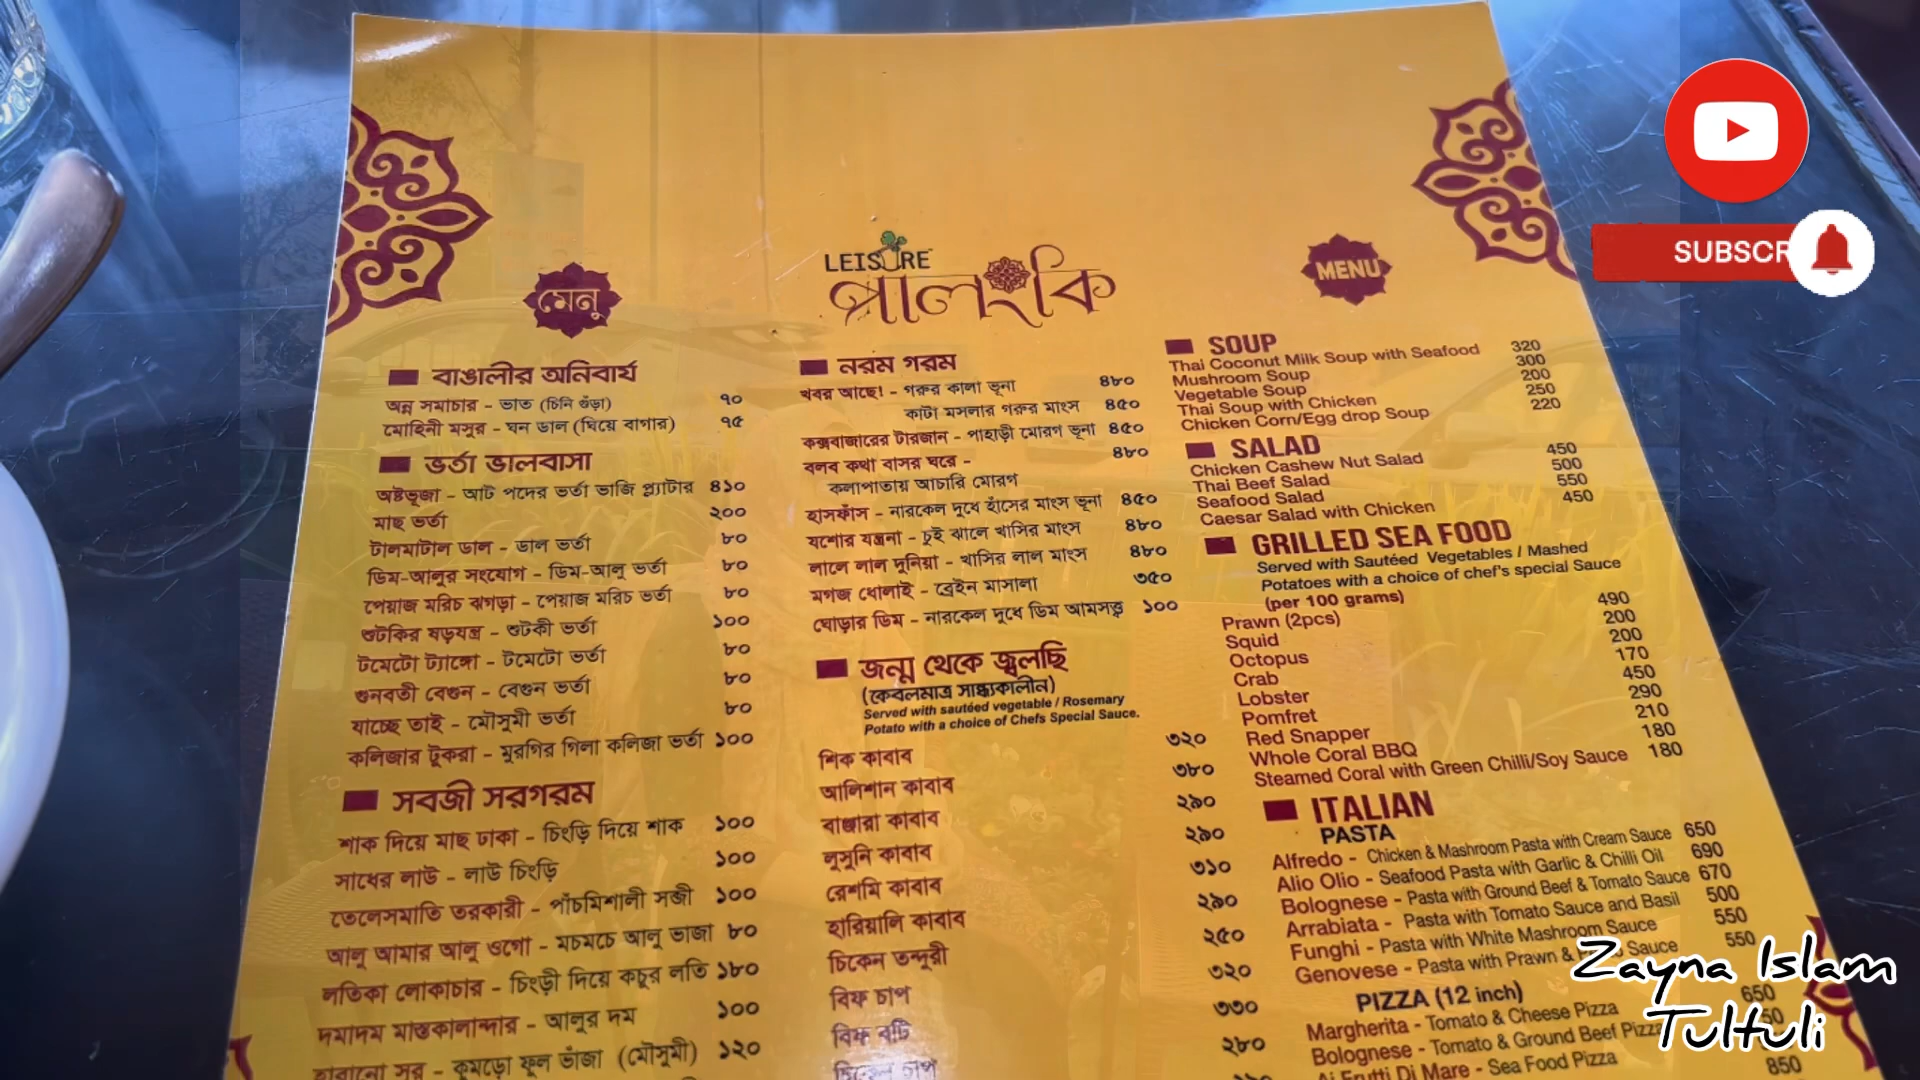 LEISURE
পালংকি
মেনু
বাঙালীর অনিবার্য
অন্ন সমাচার - ভাত (চিনি গুঁড়া) ৭০
মোহিনী মসুর - ঘন ডাল (ঘিয়ে বাগার) ৭৫
ভর্তা ভালবাসা
অষ্টভূজা - আট পদের ভর্তা ভাজি প্ল্যাটার ৪১০
মাছ ভর্তা ২০০
টালমাটাল ডাল - ডাল ভর্তা ৮০
ডিম-আলুর সংযোগ - ডিম-আলু ভর্তা ৮০
পেয়াজ মরিচ ঝগড়া - পেয়াজ মরিচ ভর্তা ৮০
শুটকির ষড়যন্ত্র - শুটকী ভর্তা ১০০
টমেটো ট্যাঙ্গো - টমেটো ভর্তা ৮০
গুনবতী বেগুন - বেগুন ভর্তা ৮০
যাচ্ছে তাই - মৌসুমী ভর্তা ৮০
কলিজার টুকরা - মুরগির গিলা কলিজা ভর্তা ১০০
সবজী সরগরম
শাক দিয়ে মাছ ঢাকা - চিংড়ি দিয়ে শাক ১০০
সাধের লাউ - লাউ চিংড়ি ১০০
তেলেসমাতি তরকারী - পাঁচমিশালী সজী ১০০
আলু আমার আলু ওগো - মচমচে আলু ভাজা ৮০
লতিকা লোকাচার - চিংড়ী দিয়ে কচুর লতি ১৮০
দমাদম মাস্তকালান্দার - আলুর দম ১০০
হারানো সুর - কুমড়ো ফুল ভাঁজা (মৌসুমী) ১২০
নরম গরম
খবর আছে! - গরুর কালা ভূনা ৪৮০
কাটা মসলার গরুর মাংস ৪৫০
কক্সবাজারের টারজান - পাহাড়ী মোরগ ভূনা ৪৫০
বলব কথা বাসর ঘরে - ৪৮০
কলাপাতায় আচারি মোরগ
হাসফাঁস - নারকেল দুধে হাঁসের মাংস ভূনা ৪৫০
যশোর যন্ত্রনা - চুই ঝালে খাসির মাংস ৪৮০
লালে লাল দুনিয়া - খাসির লাল মাংস ৪৮০
মগজ ধোলাই - ব্রেইন মাসালা ৩৫০
ঘোড়ার ডিম - নারকেল দুধে ডিম আমসত্ত্ব ১০০
জন্ম থেকে জ্বলছি
(কেবলমাত্র সান্ধ্যকালীন)
Served with sautéed vegetable / Rosemary
Potato with a choice of Chefs Special Sauce.
শিক কাবাব ৩২০
আলিশান কাবাব ৩৮০
বাঞ্জারা কাবাব ২৯০
লুসুনি কাবাব ২৯০
রেশমি কাবাব ৩১০
হারিয়ালি কাবাব ২৯০
চিকেন তন্দুরী ২৫০
বিফ চাপ ৩২০
বিফ বটি ৩৩০
চিকেন চাপ ২৮০
MENU
SOUP
Thai Coconut Milk Soup with Seafood 320
Mushroom Soup 300
Vegetable Soup 200
Thai Soup with Chicken 250
Chicken Corn/Egg drop Soup 220
SALAD
Chicken Cashew Nut Salad 450
Thai Beef Salad 500
Seafood Salad 550
Caesar Salad with Chicken 450
GRILLED SEA FOOD
Served with Sautéed Vegetables / Mashed
Potatoes with a choice of chef's special Sauce
(per 100 grams)
Prawn (2pcs) 490
Squid 200
Octopus 200
Crab 170
Lobster 450
Pomfret 290
Red Snapper 210
Whole Coral BBQ 180
Steamed Coral with Green Chilli/Soy Sauce 180
ITALIAN
PASTA
Alfredo - Chicken & Mashroom Pasta with Cream Sauce 650
Alio Olio - Seafood Pasta with Garlic & Chilli Oil 690
Bolognese - Pasta with Ground Beef & Tomato Sauce 670
Arrabiata - Pasta with Tomato Sauce and Basil 500
Funghi - Pasta with White Mashroom Sauce 550
Genovese - Pasta with Prawn & Sauce 550
PIZZA (12 inch)
Margherita - Tomato & Cheese Pizza 650
Bolognese - Tomato & Ground Beef Pizza
Ai Frutti Di Mare - Sea Food Pizza 850
SUBSCR
Zayna Islam
Tultuli